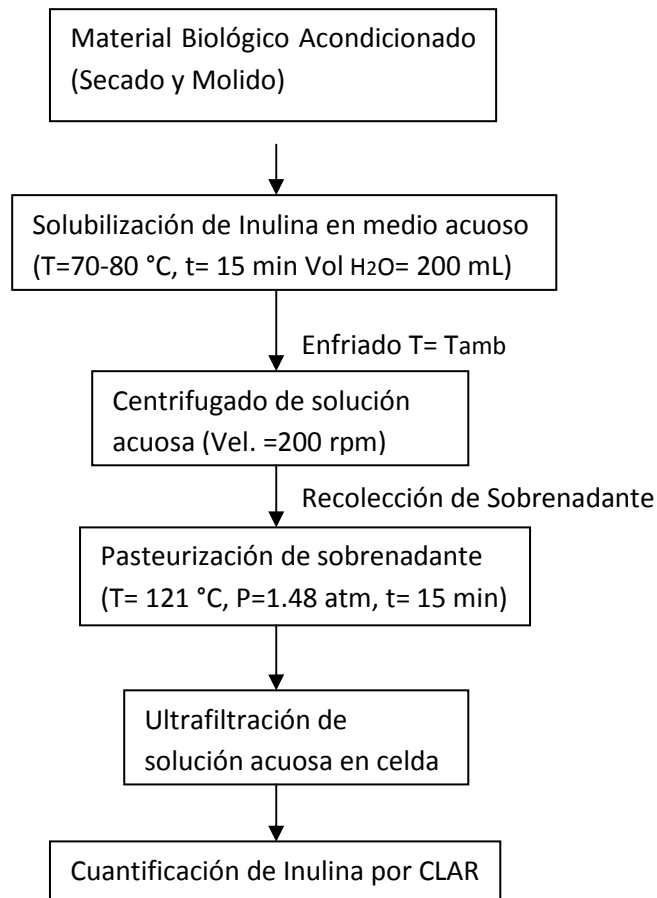 Material Biológico Acondicionado
(Secado y Molido)
Solubilización de Inulina en medio acuoso
(T=70-80 °C, t= 15 min Vol H2O= 200 mL)
Enfriado T= Tamb
Centrifugado de solución
acuosa (Vel. =200 rpm)
Recolección de Sobrenadante
Pasteurización de sobrenadante
(T= 121 °C, P=1.48 atm, t= 15 min)
Ultrafiltración de
solución acuosa en celda
Cuantificación de Inulina por CLAR